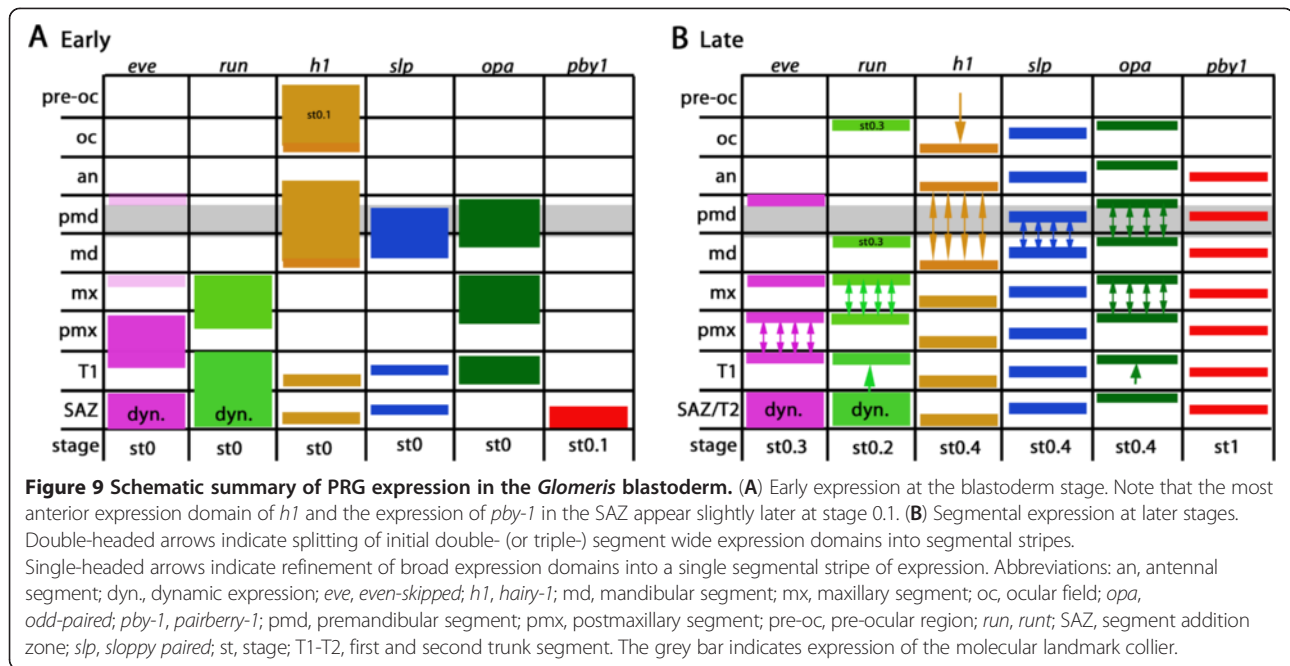 A Early
eve run h1 slp opa pby1
pre-oc
st0.1
oc
an
pmd
md
mx
pmx
T1
SAZ dyn. dyn.
stage st0 st0 st0 st0 st0 st0.1
B Late
eve run h1 slp opa pby1
pre-oc
oc st0.3
an
pmd
md st0.3
mx
pmx
T1
SAZ/T2 dyn. dyn.
stage st0.3 st0.2 st0.4 st0.4 st0.4 st1
Figure 9 Schematic summary of PRG expression in the Glomeris blastoderm. (A) Early expression at the blastoderm stage. Note that the most
anterior expression domain of h1 and the expression of pby-1 in the SAZ appear slightly later at stage 0.1. (B) Segmental expression at later stages.
Double-headed arrows indicate splitting of initial double- (or triple-) segment wide expression domains into segmental stripes.
Single-headed arrows indicate refinement of broad expression domains into a single segmental stripe of expression. Abbreviations: an, antennal
segment; dyn., dynamic expression; eve, even-skipped; h1, hairy-1; md, mandibular segment; mx, maxillary segment; oc, ocular field; opa,
odd-paired; pby-1, pairberry-1; pmd, premandibular segment; pmx, postmaxillary segment; pre-oc, pre-ocular region; run, runt; SAZ, segment addition
zone; slp, sloppy paired; st, stage; T1-T2, first and second trunk segment. The grey bar indicates expression of the molecular landmark collier.